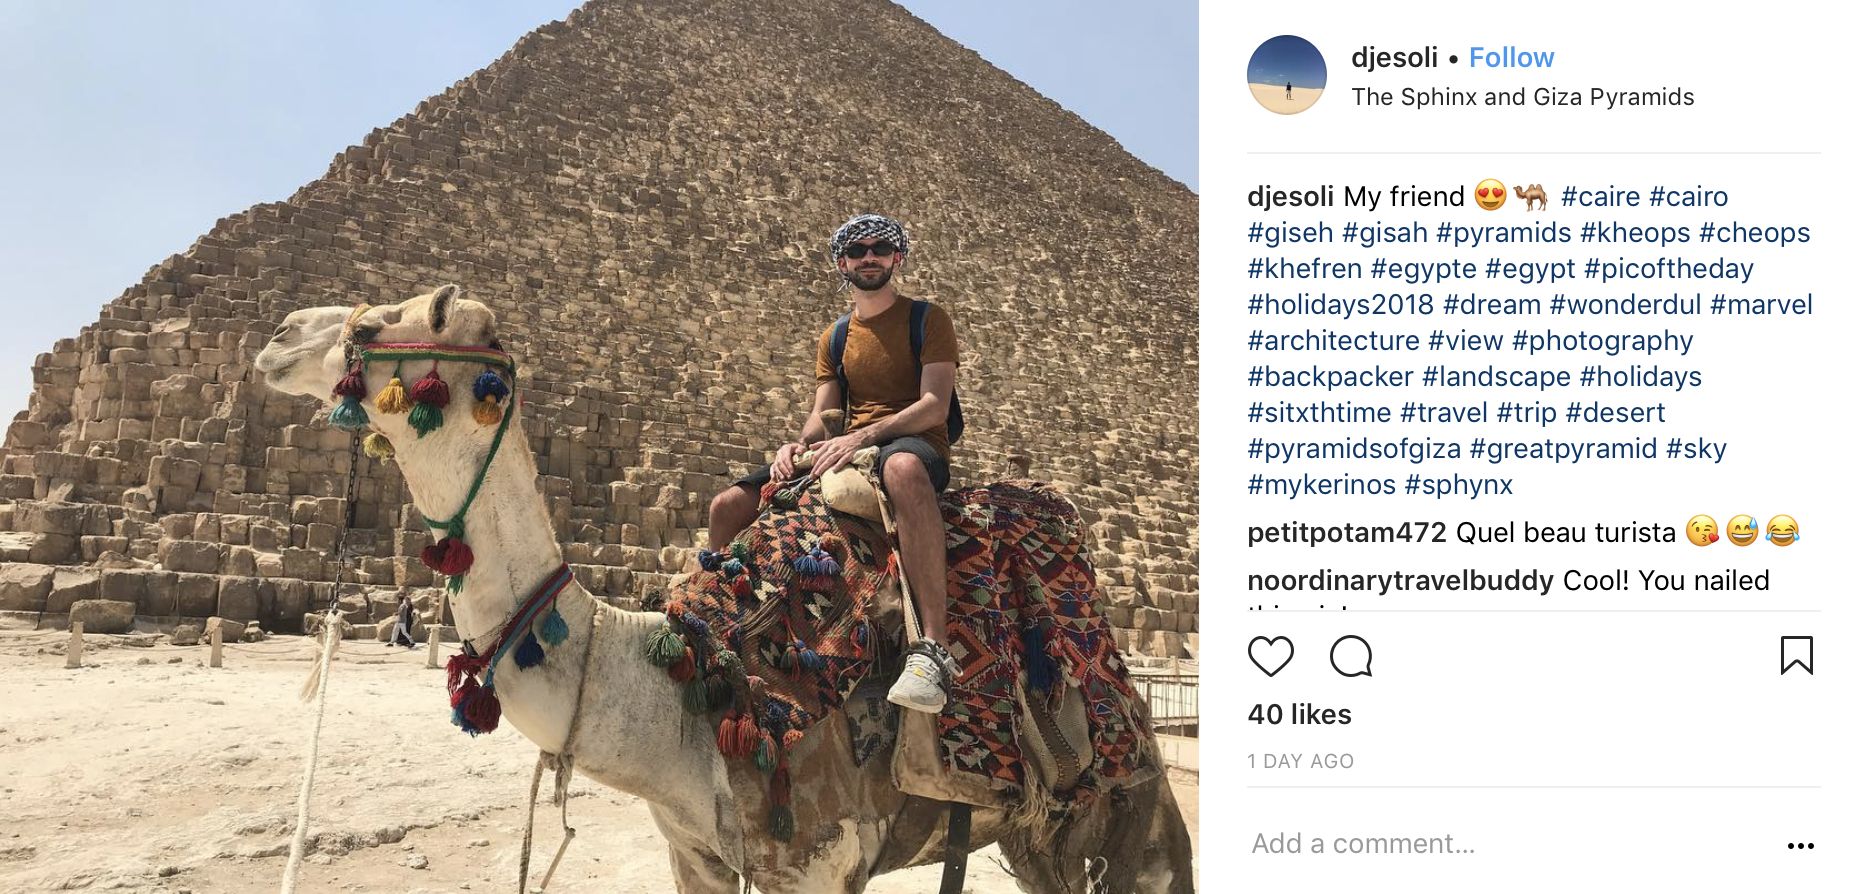 djesoli • Follow
The Sphinx and Giza Pyramids
djesoli My friend 😍🐫 #caire #cairo
#giseh #gisah #pyramids #kheops #cheops
#khefren #egypte #egypt #picoftheday
#holidays2018 #dream #wonderdul #marvel
#architecture #view #photography
#backpacker #landscape #holidays
#sitxthtime #travel #trip #desert
#pyramidsofgiza #greatpyramid #sky
#mykerinos #sphynx
petitpotam472 Quel beau turista 😘😅😂
noordinarytravelbuddy Cool! You nailed
40 likes
1 DAY AGO
Add a comment...